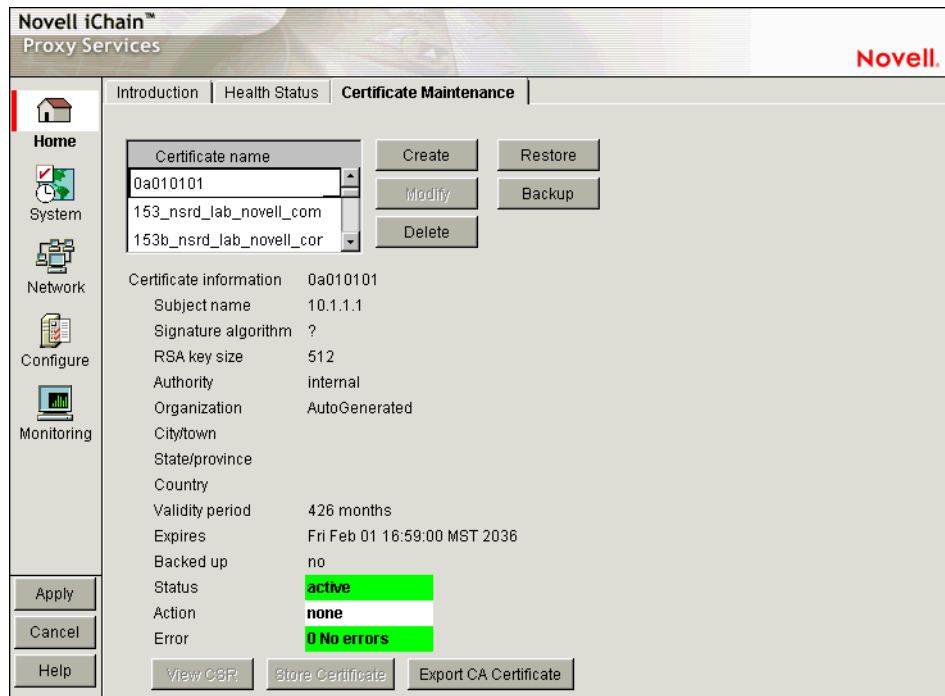 Novell iChain™
Proxy Services
Novell.
Introduction
Health Status
Certificate Maintenance
Home
System
Network
Configure
Monitoring
Certificate name
0a010101
153_nsrd_lab_novell_com
153b_nsrd_lab_novell_cor
Create
Restore
Modify
Backup
Delete
Certificate information 0a010101
Subject name 10.1.1.1
Signature algorithm ?
RSA key size 512
Authority internal
Organization AutoGenerated
City/town
State/province
Country
Validity period 426 months
Expires Fri Feb 01 16:59:00 MST 2036
Backed up no
Status active
Action none
Error 0 No errors
Apply
Cancel
Help
View CSR
Store Certificate
Export CA Certificate